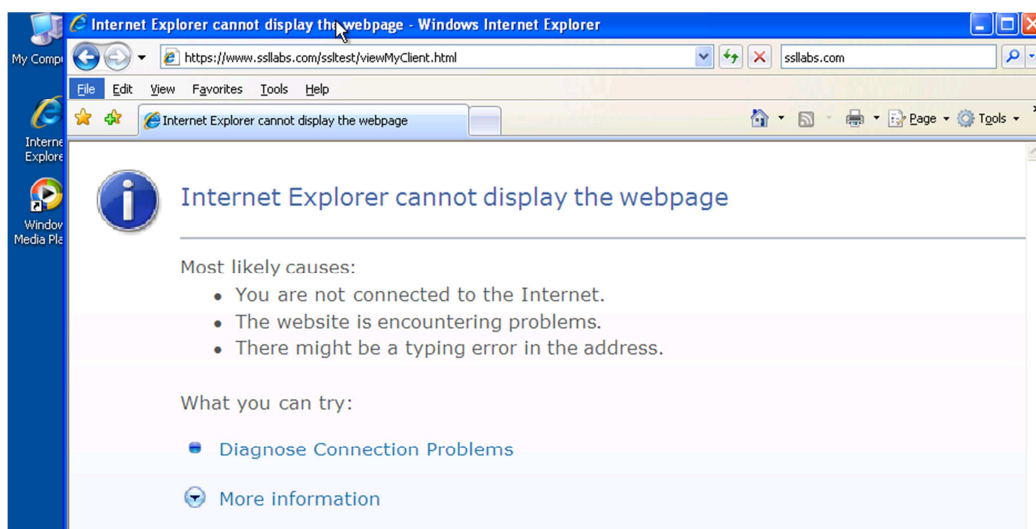 Internet Explorer cannot display the webpage - Windows Internet Explorer
My Comp
https://www.ssllabs.com/ssltest/viewMyClient.html
ssllabs.com
File Edit View Favorites Tools Help
Internet Explorer cannot display the webpage
Page Tools
Interne
Explore
Internet Explorer cannot display the webpage
Window
Media Pla
Most likely causes:
You are not connected to the Internet.
The website is encountering problems.
There might be a typing error in the address.
What you can try:
Diagnose Connection Problems
More information